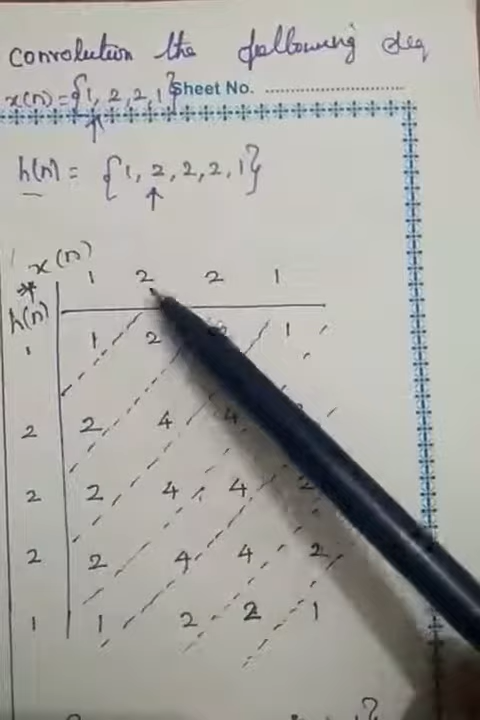 convolution the following seq
x(n)={1, 2, 2, 1} Sheet No. ........................
↑
h(n) = {1, 2, 2, 2, 1}
↑
x(n)
* 1 2 2 1
h(n)
1 1 2 2 1
2 2 4 4
2 2 4 4 2
2 2 4 4 2
1 1 2 2 1